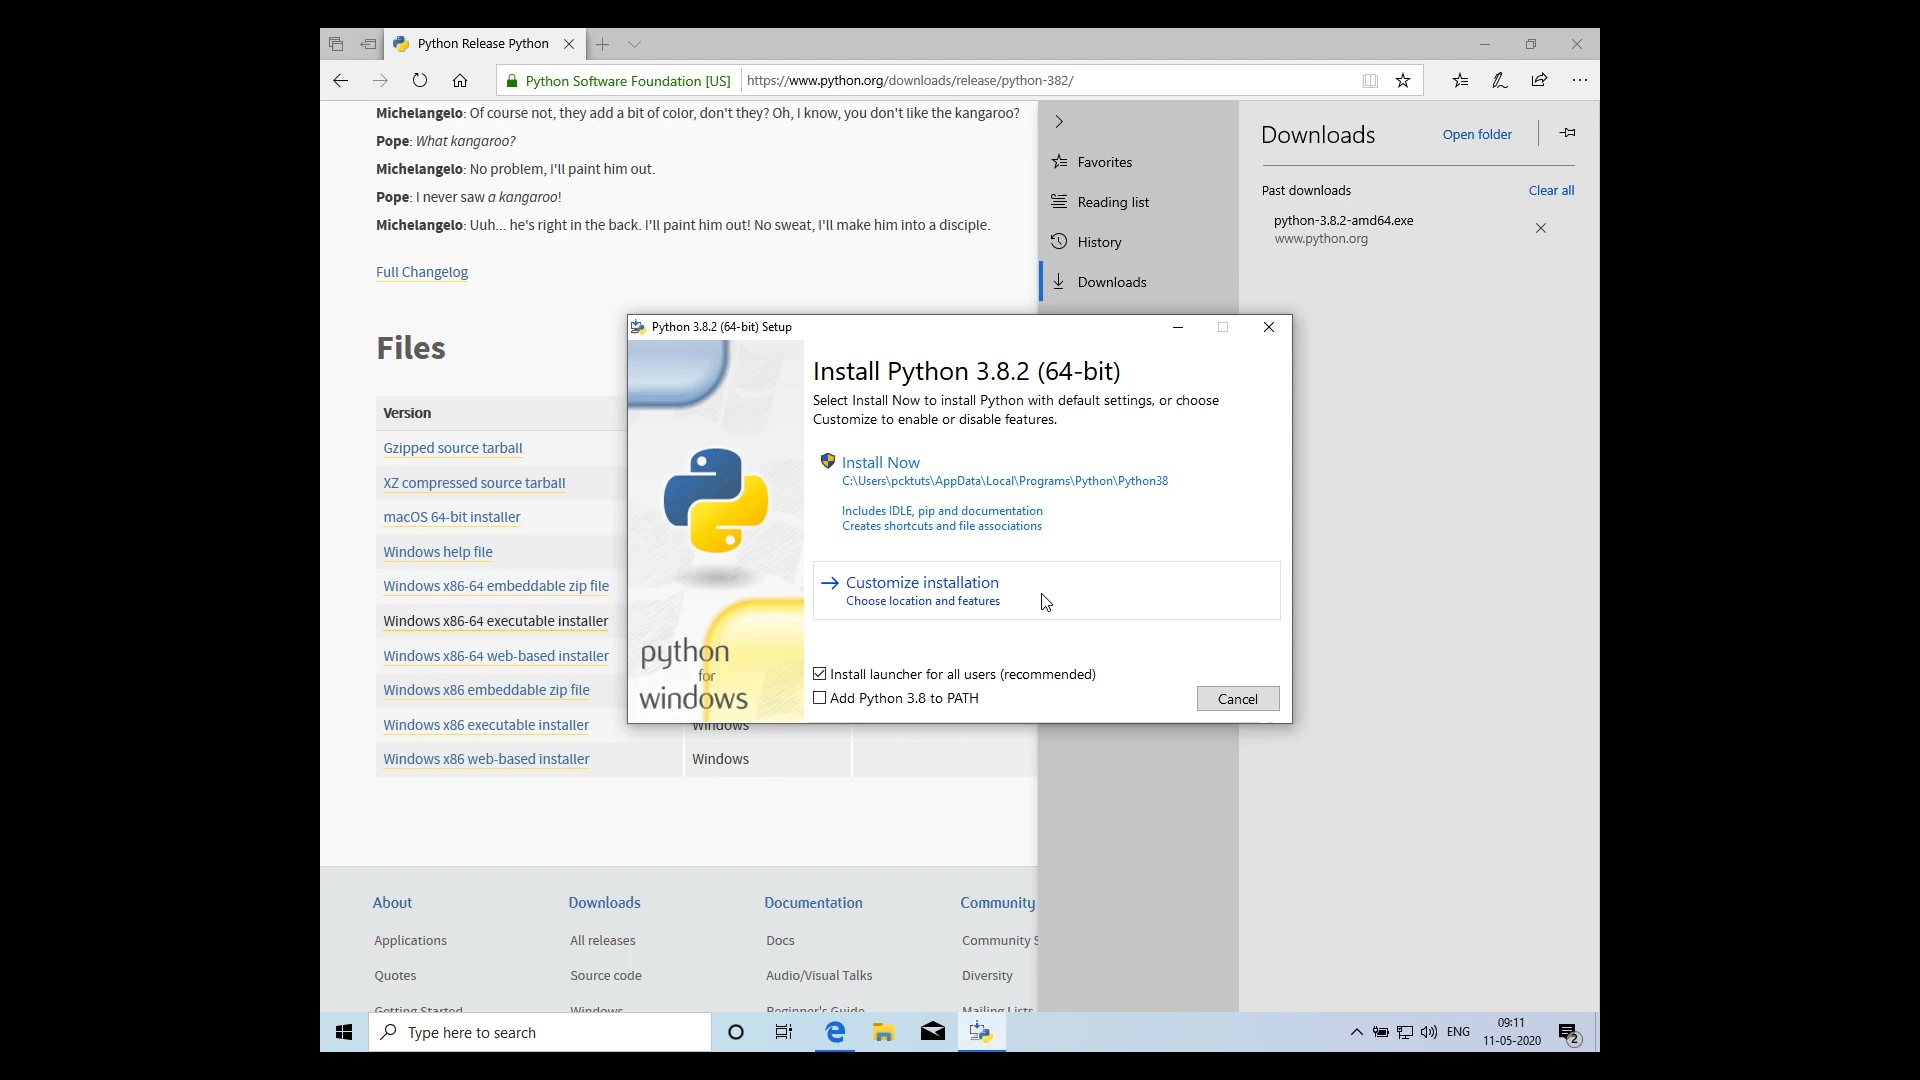 Python Release Python
Python Software Foundation [US]
https://www.python.org/downloads/release/python-382/
Michelangelo: Of course not, they add a bit of color, don't they? Oh, I know, you don't like the kangaroo?
Pope: What kangaroo?
Michelangelo: No problem, I'll paint him out.
Pope: I never saw a kangaroo!
Michelangelo: Uuh... he's right in the back. I'll paint him out! No sweat, I'll make him into a disciple.
Full Changelog
Files
Version
Gzipped source tarball
XZ compressed source tarball
macOS 64-bit installer
Windows help file
Windows x86-64 embeddable zip file
Windows x86-64 executable installer
Windows x86-64 web-based installer
Windows x86 embeddable zip file
Windows x86 executable installer
Windows
Windows x86 web-based installer
Windows
Favorites
Reading list
History
Downloads
Downloads
Open folder
Past downloads
Clear all
python-3.8.2-amd64.exe
www.python.org
Python 3.8.2 (64-bit) Setup
Install Python 3.8.2 (64-bit)
Select Install Now to install Python with default settings, or choose
Customize to enable or disable features.
Install Now
C:\Users\pcktuts\AppData\Local\Programs\Python\Python38
Includes IDLE, pip and documentation
Creates shortcuts and file associations
Customize installation
Choose location and features
Install launcher for all users (recommended)
Add Python 3.8 to PATH
Cancel
python
for
windows
About
Downloads
Documentation
Community
Applications
All releases
Docs
Community S
Quotes
Source code
Audio/Visual Talks
Diversity
Getting Started
Windows
Beginner's Guide
Mailing Lists
Type here to search
ENG
09:11
11-05-2020
2